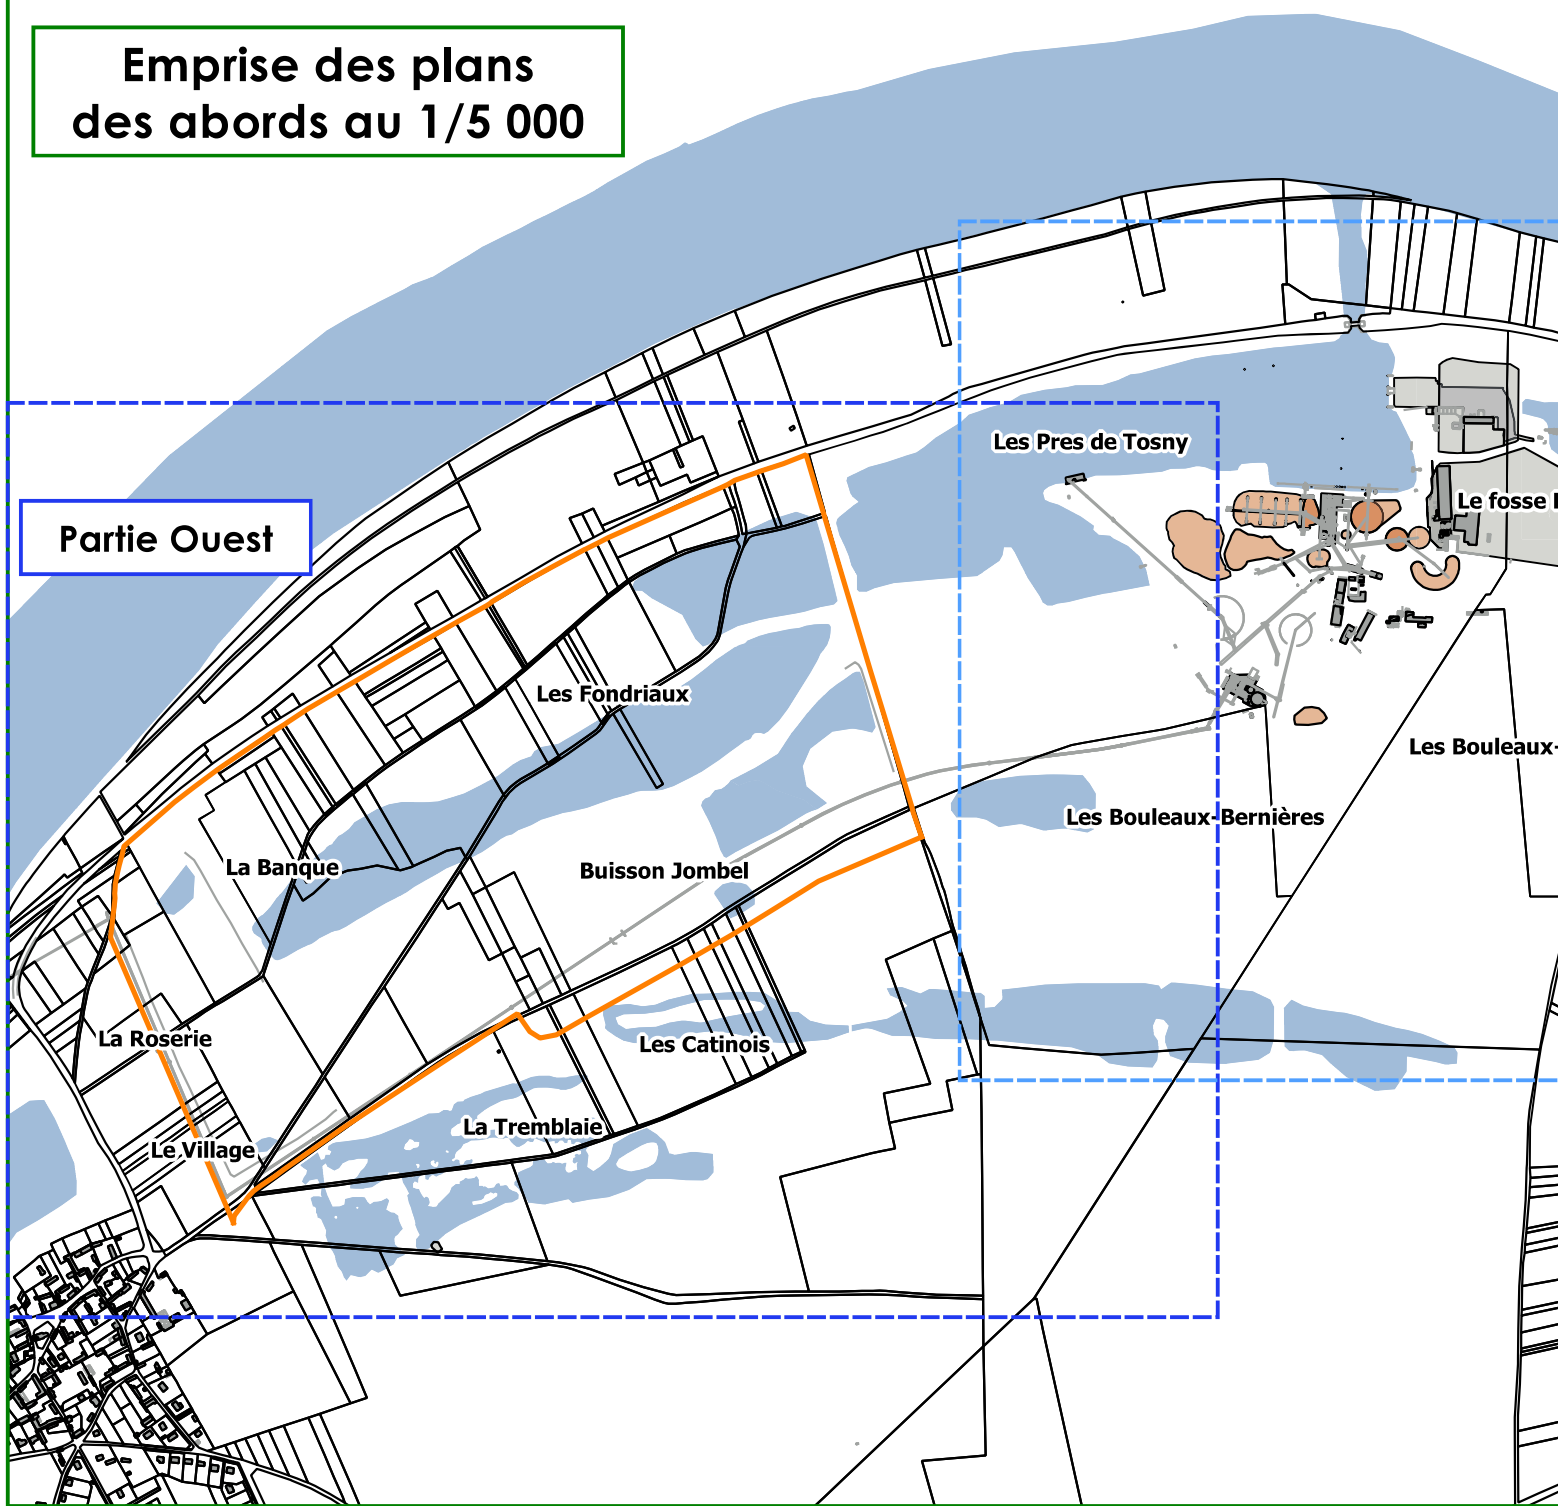 Emprise des plans
des abords au 1/5 000
Les Pres de Tosny
Le fosse
Partie Ouest
Les Fondriaux
Les Bouleaux-
Les Bouleaux-Bernières
La Banque
Buisson Jombel
La Roserie
Les Catinois
La Tremblaie
Le Village